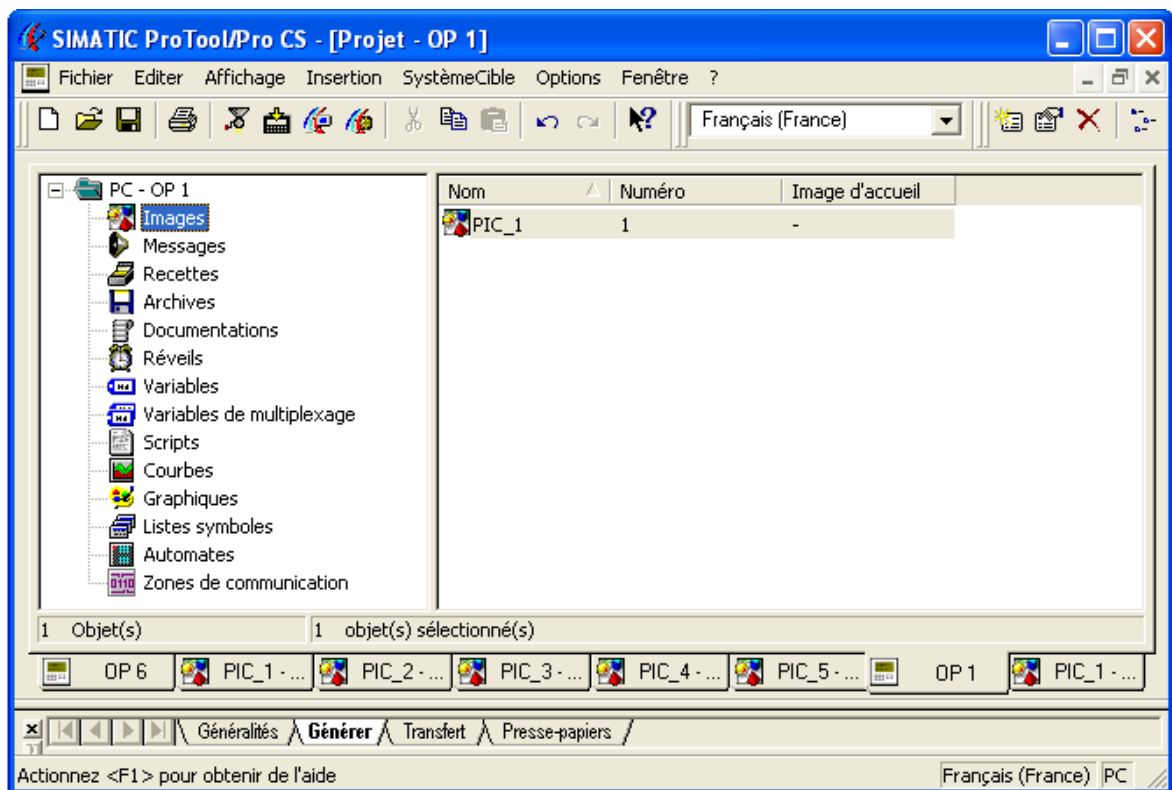 SIMATIC ProTool/Pro CS - [Projet - OP 1]
Fichier Editer Affichage Insertion SystèmeCible Options Fenêtre ?
Français (France)
PC - OP 1
Images
Messages
Recettes
Archives
Documentations
Réveils
Variables
Variables de multiplexage
Scripts
Courbes
Graphiques
Listes symboles
Automates
Zones de communication
Nom Numéro Image d'accueil
PIC_1 1 -
1 Objet(s) 1 objet(s) sélectionné(s)
OP 6 PIC_1 - ... PIC_2 - ... PIC_3 - ... PIC_4 - ... PIC_5 - ... OP 1 PIC_1 - ...
Généralités Générer Transfert Presse-papiers
Actionnez <F1> pour obtenir de l'aide Français (France) PC